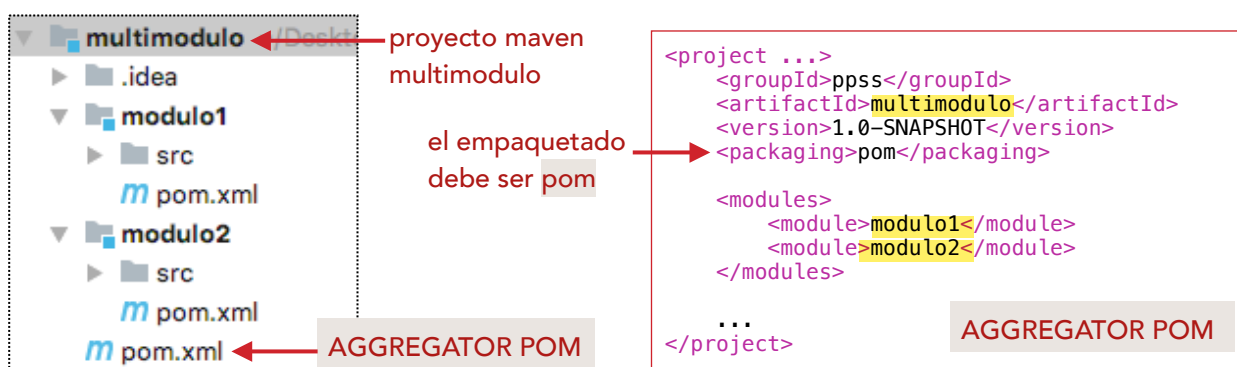 multimodulo /Deskt
.idea
modulo1
src
m pom.xml
modulo2
src
m pom.xml
m pom.xml
proyecto maven
multimodulo
el empaquetado
debe ser pom
AGGREGATOR POM
<project ...>
<groupId>ppss</groupId>
<artifactId>multimodulo</artifactId>
<version>1.0-SNAPSHOT</version>
<packaging>pom</packaging>
<modules>
<module>modulo1</module>
<module>modulo2</module>
</modules>
...
</project>
AGGREGATOR POM